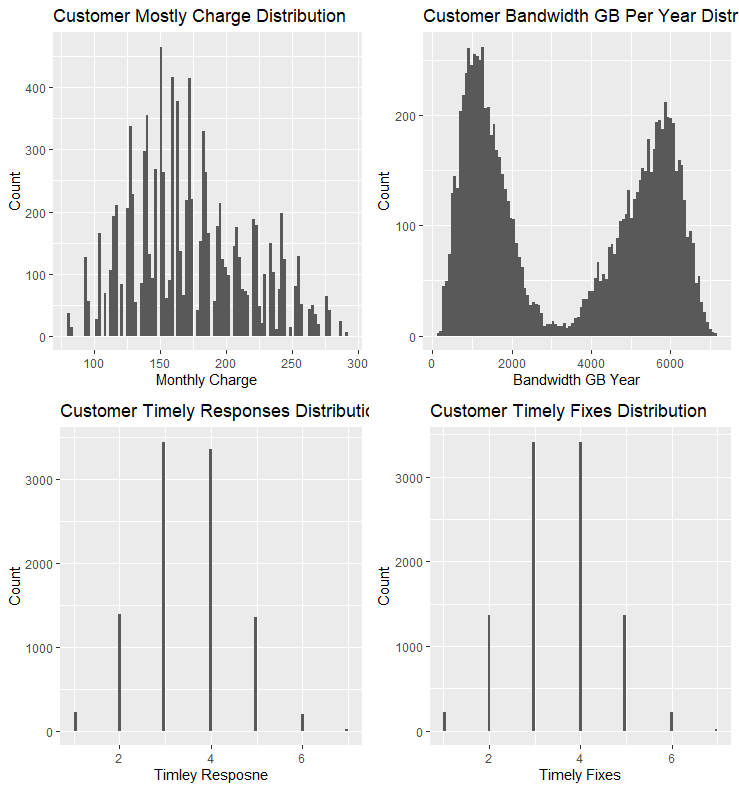 Customer Mostly Charge Distribution
Count
400
300
200
100
0
100 150 200 250 300
Monthly Charge
Customer Bandwidth GB Per Year Distr
Count
200
100
0
0 2000 4000 6000
Bandwidth GB Year
Customer Timely Responses Distributic
Count
3000
2000
1000
0
2 4 6
Timley Resposne
Customer Timely Fixes Distribution
Count
3000
2000
1000
0
2 4 6
Timely Fixes